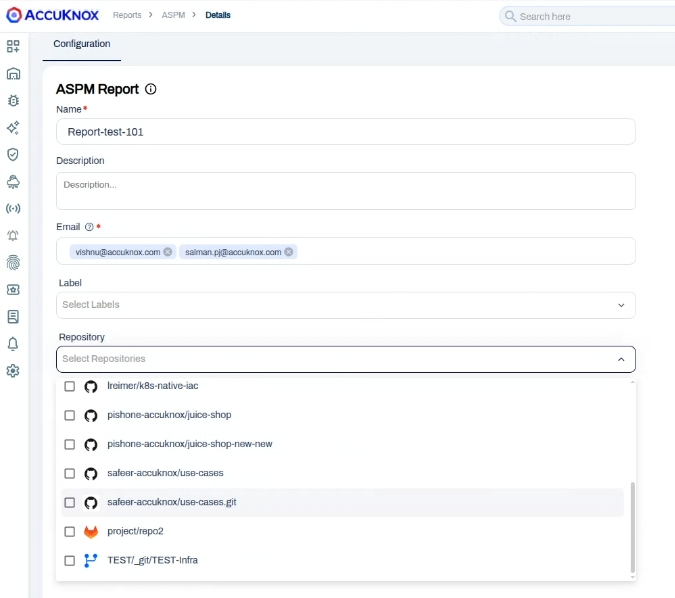 ACCUKNOX
Reports > ASPM > Details
Search here
Configuration
ASPM Report
Name*
Report-test-101
Description
Description...
Email *
vishnu@accuknox.com salman.pj@accuknox.com
Label
Select Labels
Repository
Select Repositories
lreimer/k8s-native-iac
pishone-accuknox/juice-shop
pishone-accuknox/juice-shop-new-new
safeer-accuknox/use-cases
safeer-accuknox/use-cases.git
project/repo2
TEST/_git/TEST-Infra